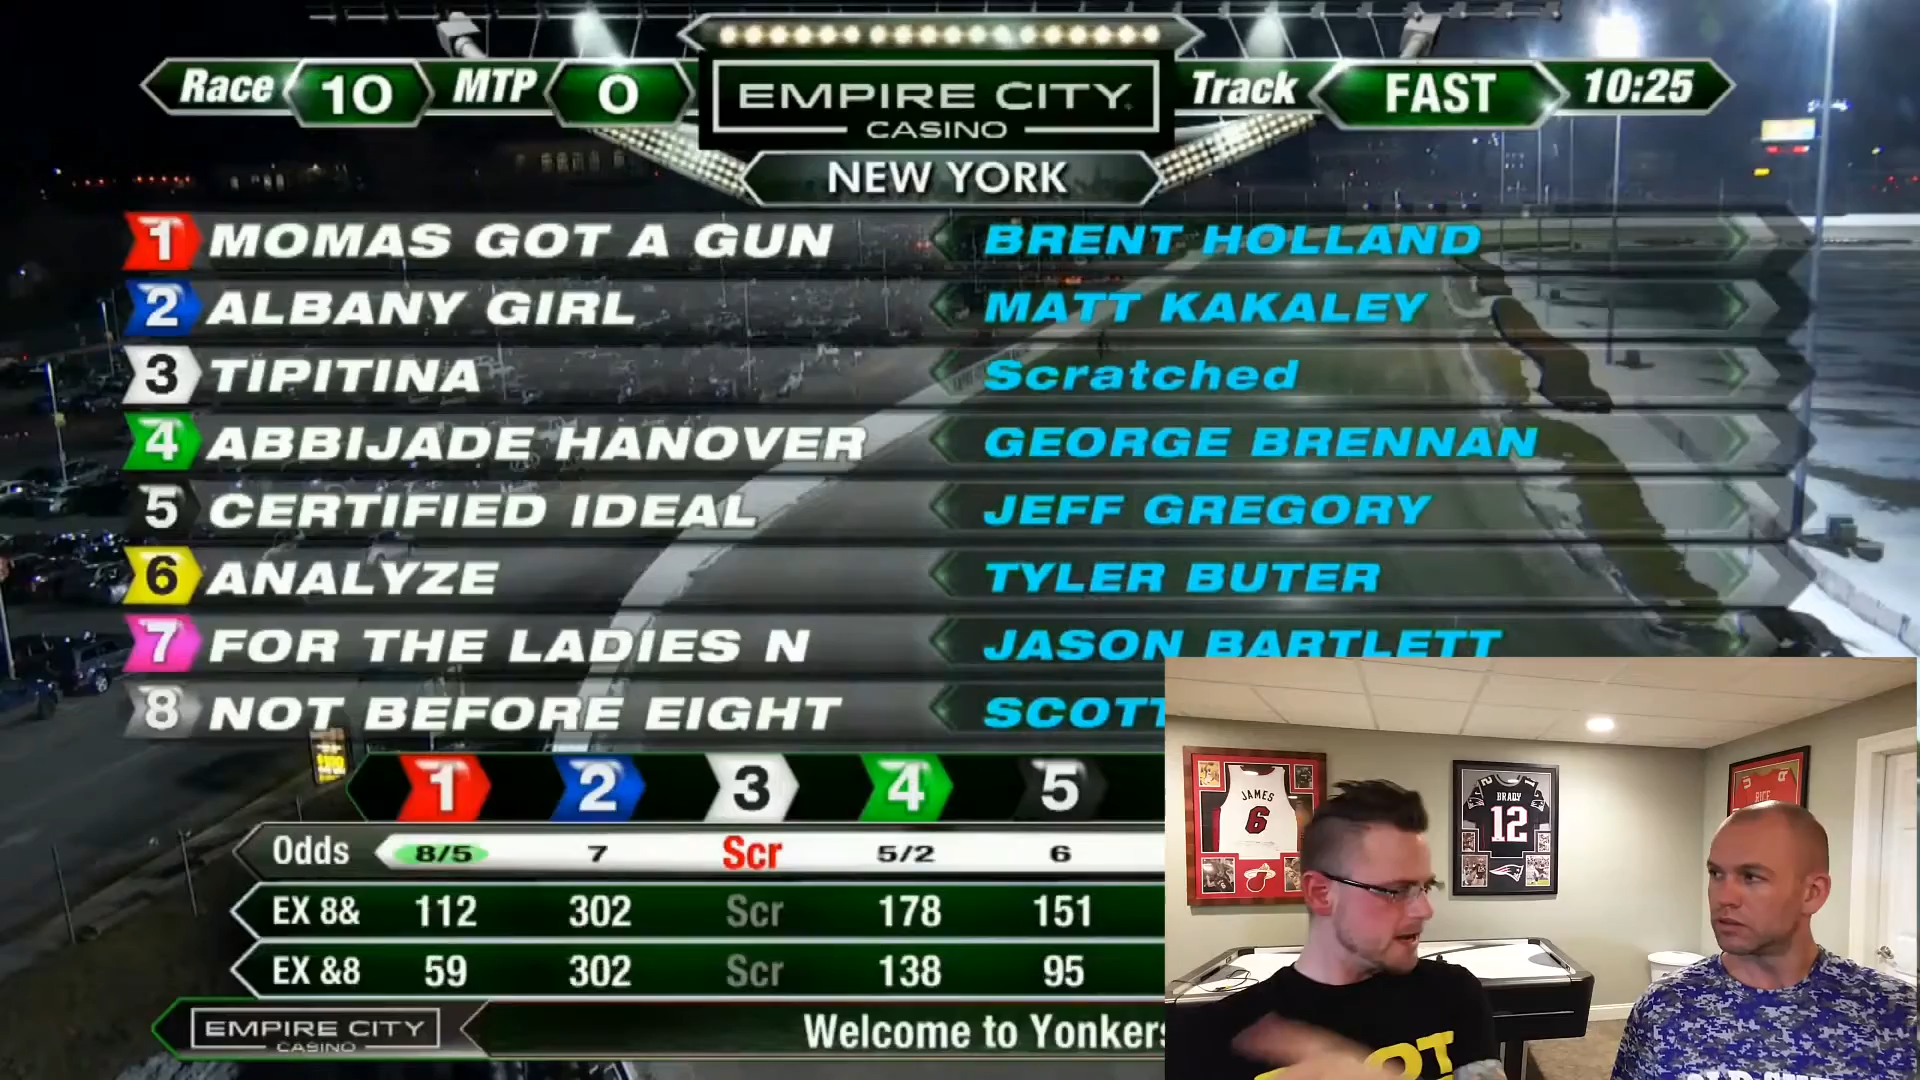 Race 10 MTP 0 EMPIRE CITY CASINO Track FAST 10:25
NEW YORK
1 MOMAS GOT A GUN BRENT HOLLAND
2 ALBANY GIRL MATT KAKALEY
3 TIPITINA Scratched
4 ABBIJADE HANOVER GEORGE BRENNAN
5 CERTIFIED IDEAL JEFF GREGORY
6 ANALYZE TYLER BUTER
7 FOR THE LADIES N JASON BARTLETT
8 NOT BEFORE EIGHT SCOTT
1 2 3 4 5
Odds 8/5 7 Scr 5/2 6
EX 8& 112 302 Scr 178 151
EX &8 59 302 Scr 138 95
EMPIRE CITY CASINO Welcome to Yonkers
JAMES 6
BRADY 12
RICE